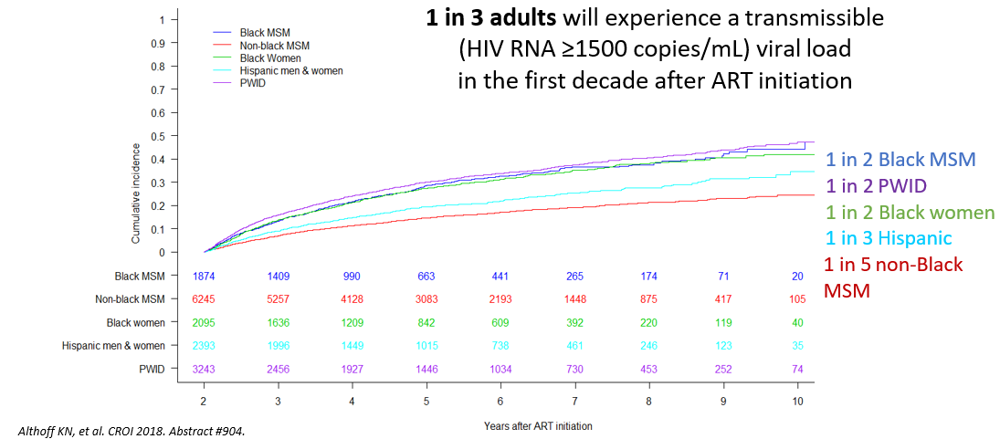 1 in 3 adults will experience a transmissible
(HIV RNA ≥1500 copies/mL) viral load
in the first decade after ART initiation
1
0.9
0.8
0.7
0.6
0.5
0.4
0.3
0.2
0.1
0
Cumulative incidence
Black MSM
Non-black MSM
Black Women
Hispanic men & women
PWID
1 in 2 Black MSM
1 in 2 PWID
1 in 2 Black women
1 in 3 Hispanic
1 in 5 non-Black
MSM
Black MSM 1874 1409 990 663 441 265 174 71 20
Non-black MSM 6245 5257 4128 3083 2193 1448 875 417 105
Black women 2095 1636 1209 842 609 392 220 119 40
Hispanic men & women 2393 1996 1449 1015 738 461 246 123 35
PWID 3243 2456 1927 1446 1034 730 453 252 74
2 3 4 5 6 7 8 9 10
Years after ART initiation
Althoff KN, et al. CROI 2018. Abstract #904.